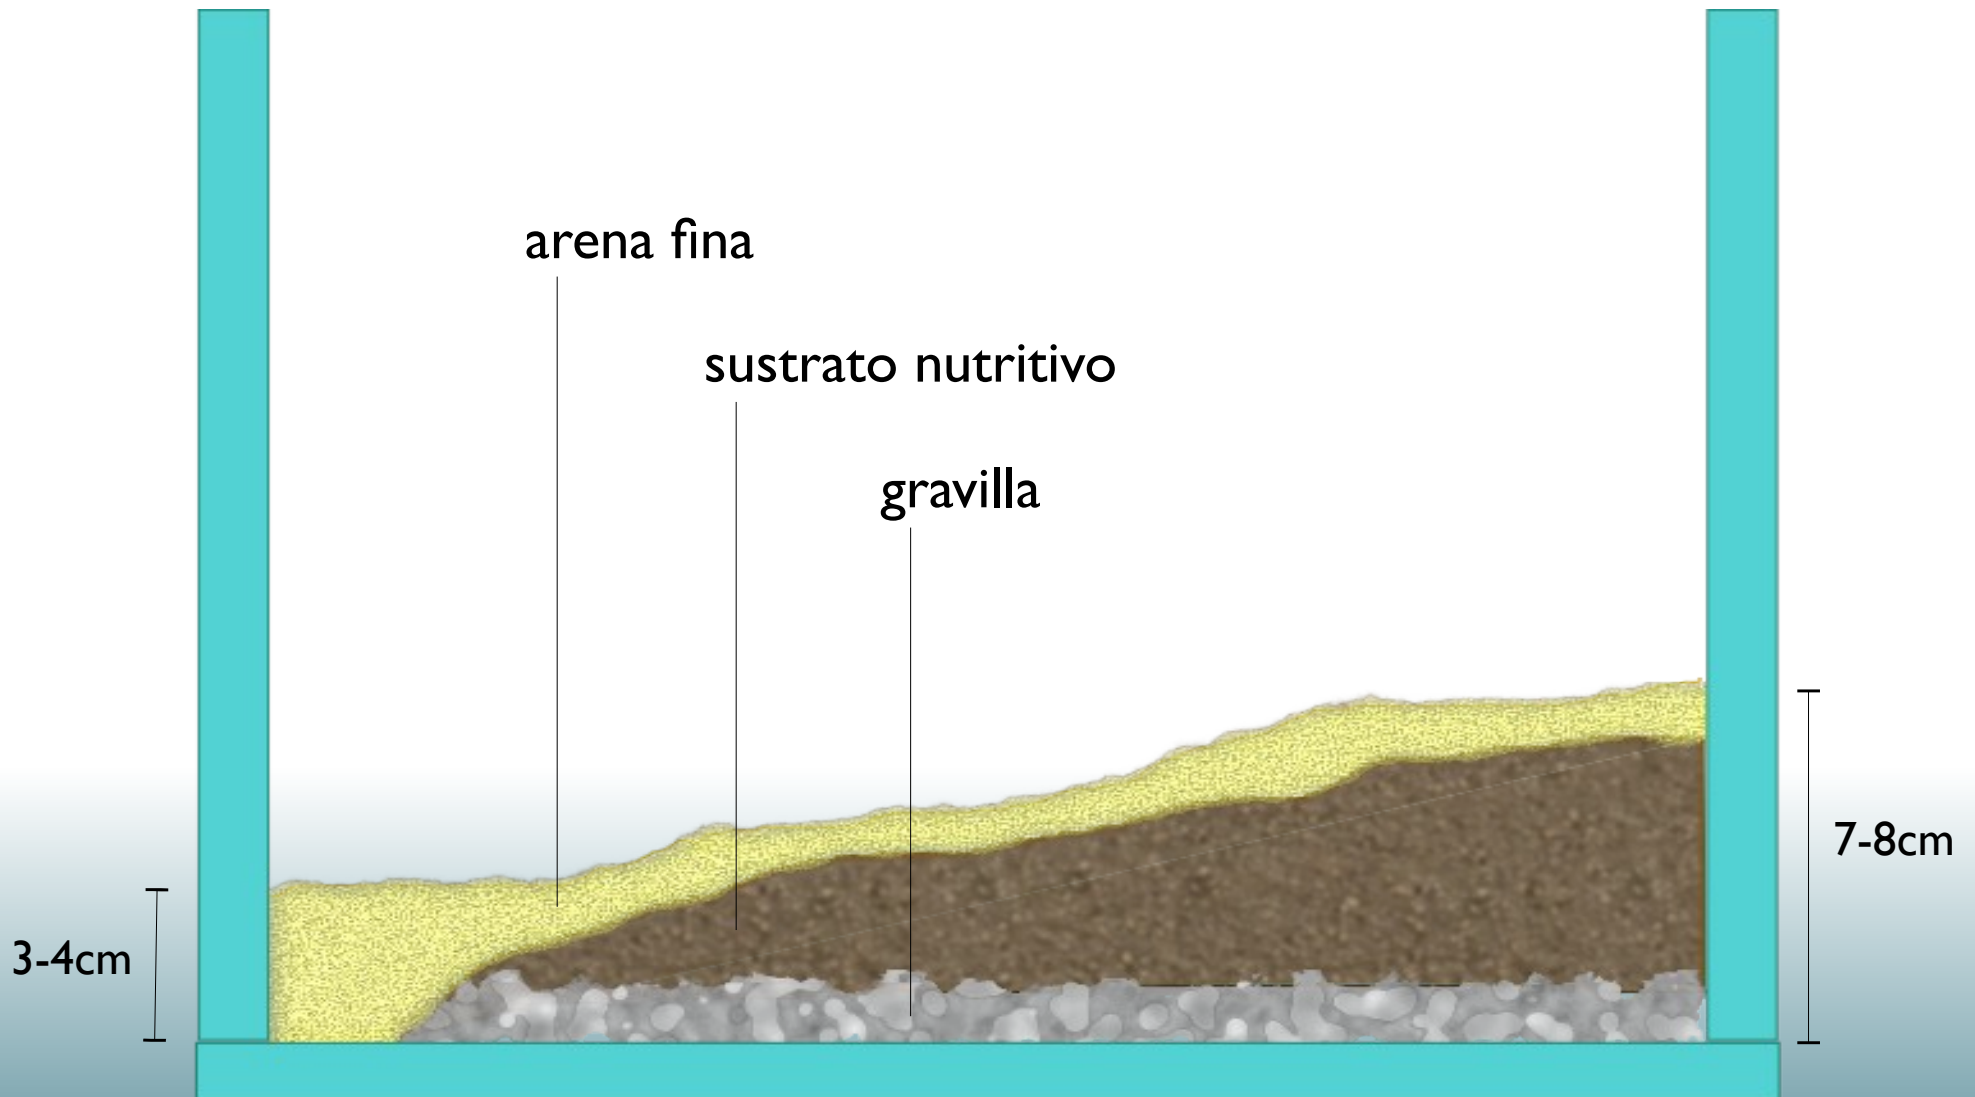 arena fina
sustrato nutritivo
gravilla
7-8cm
3-4cm